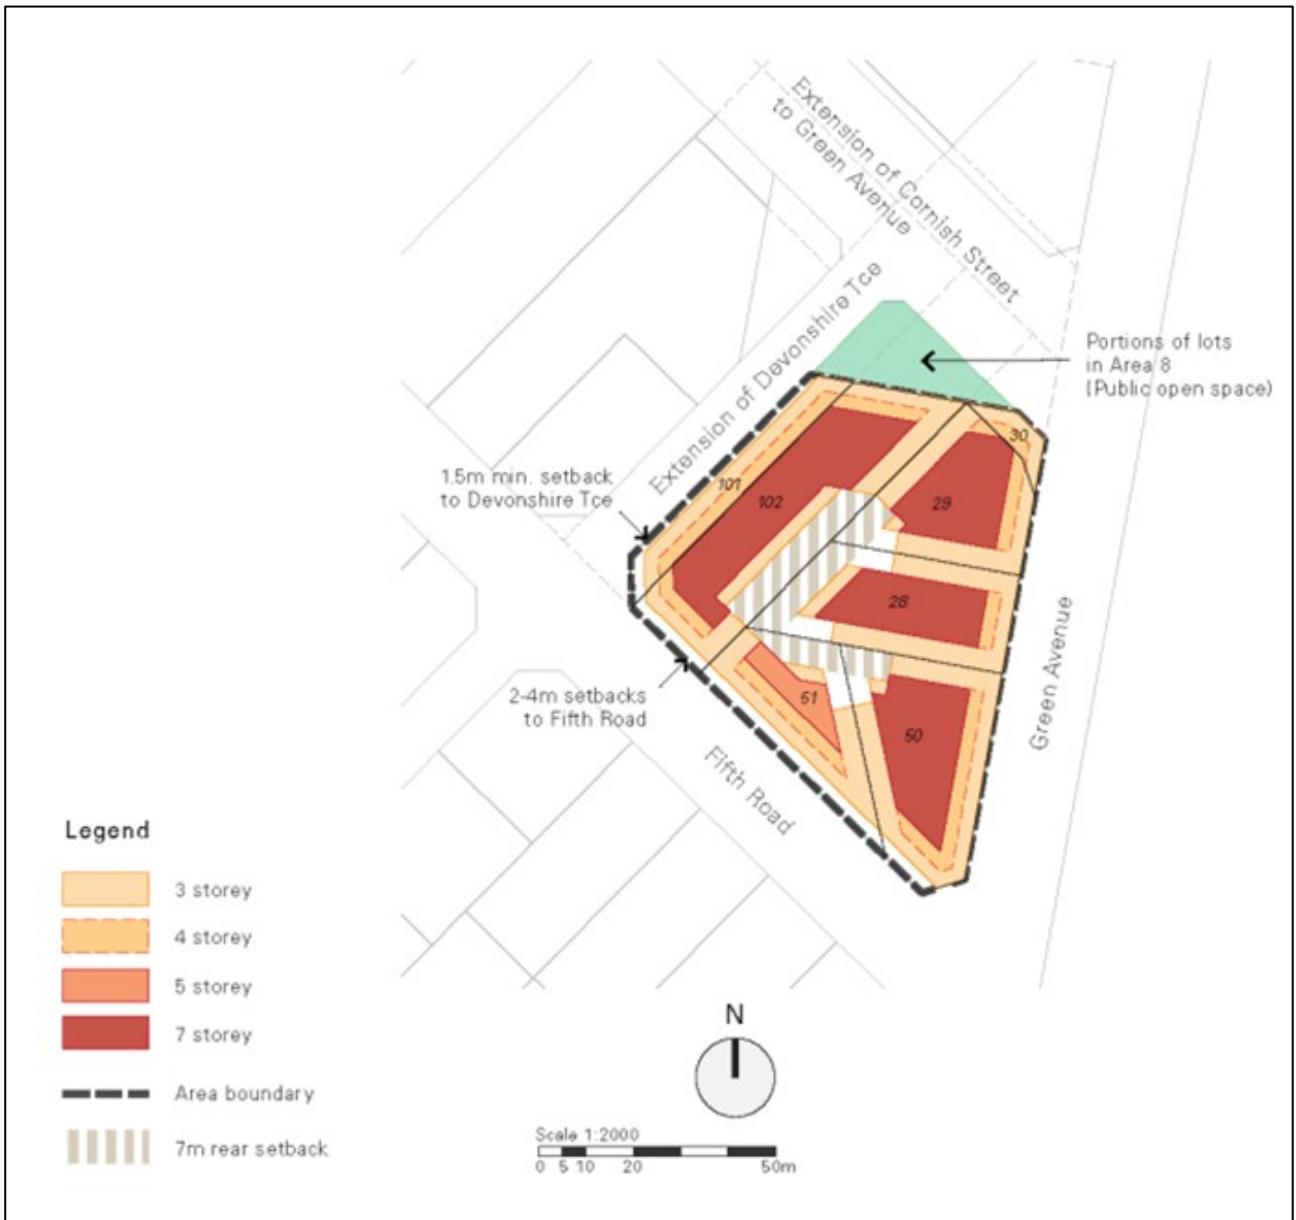 Extension of Cornish Street
to Green Avenue
Extension of Devonshire Tce
Portions of lots
in Area 8
(Public open space)
1.5m min. setback
to Devonshire Tce
30
101
102
29
28
2-4m setbacks
to Fifth Road
51
50
Green Avenue
Fifth Road
Legend
3 storey
4 storey
5 storey
7 storey
Area boundary
7m rear setback
N
Scale 1:2000
0 5 10 20 50m